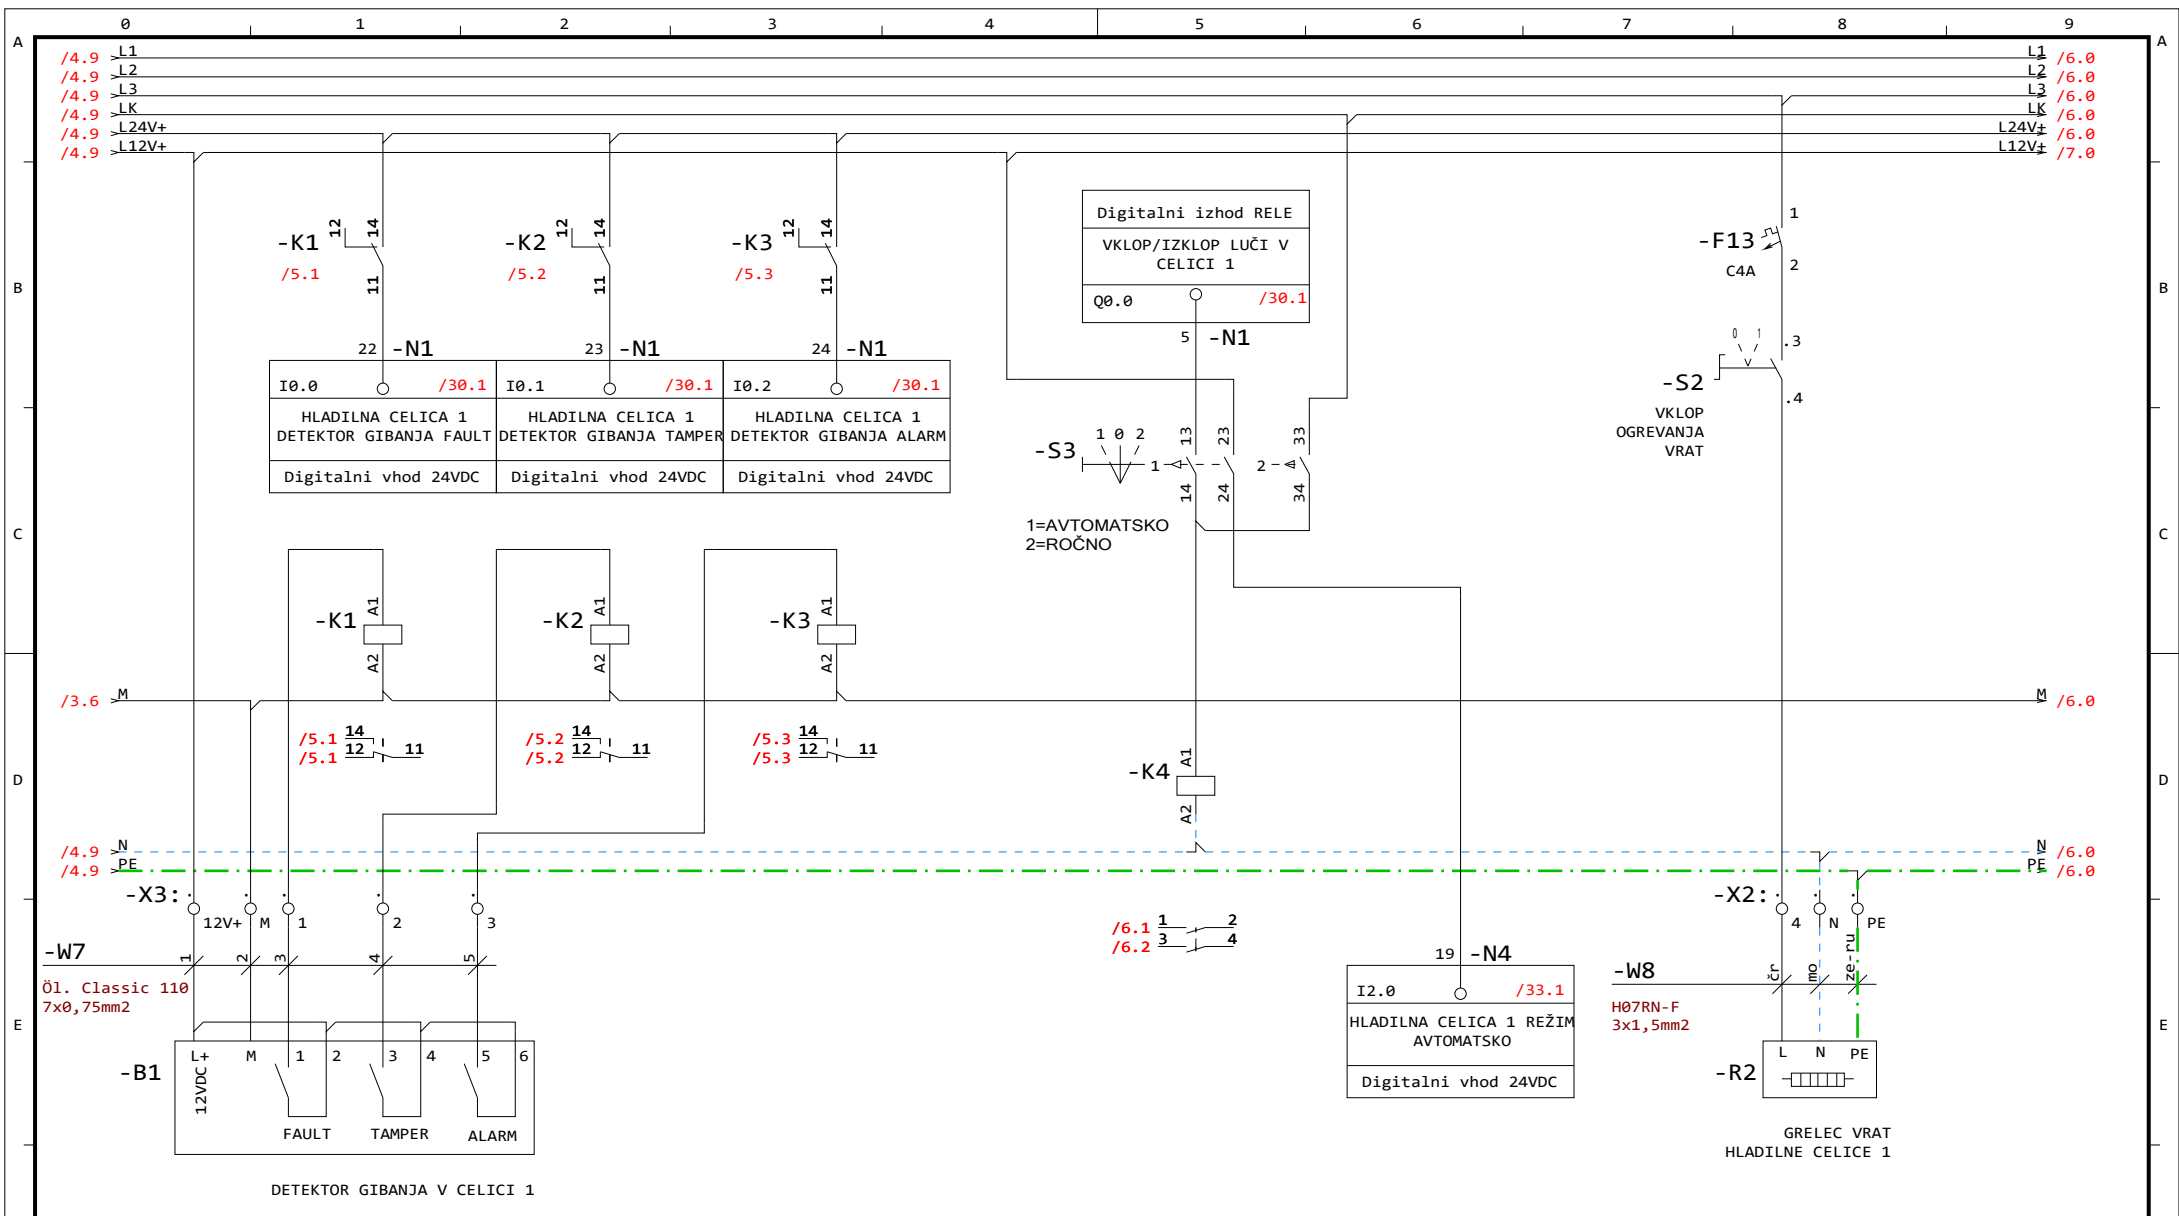 0 1 2 3 4 5 6 7 8 9
A A
/4.9 L1 L1 /6.0
/4.9 L2 L2 /6.0
/4.9 L3 L3 /6.0
/4.9 LK LK /6.0
/4.9 L24V+ L24V+ /6.0
/4.9 L12V+ L12V+ /7.0
B B
-K1 12 14 11
/5.1
-K2 12 14 11
/5.2
-K3 12 14 11
/5.3
Digitalni izhod RELE
VKLOP/IZKLOP LUČI V
CELICI 1
Q0.0 /30.1
5 -N1
-F13 1 2
C4A
22 -N1
I0.0 /30.1
HLADILNA CELICA 1
DETEKTOR GIBANJA FAULT
Digitalni vhod 24VDC
23 -N1
I0.1 /30.1
HLADILNA CELICA 1
DETEKTOR GIBANJA TAMPER
Digitalni vhod 24VDC
24 -N1
I0.2 /30.1
HLADILNA CELICA 1
DETEKTOR GIBANJA ALARM
Digitalni vhod 24VDC
0 1
-S2 .3 .4
VKLOP
OGREVANJA
VRAT
C C
-S3 1 0 2 1 13 14 23 24 2 33 34
1=AVTOMATSKO
2=ROČNO
-K1 A1 A2
-K2 A1 A2
-K3 A1 A2
/3.6 M M /6.0
D D
/5.1 14
/5.1 12 11
/5.2 14
/5.2 12 11
/5.3 14
/5.3 12 11
-K4 A1 A2
/4.9 N N /6.0
/4.9 PE PE /6.0
-X3: 12V+ M 1 2 3
-X2: 4 N PE
/6.1 1 2
/6.2 3 4
-W7 1 2 3 4 5
Öl. Classic 110
7x0,75mm2
19 -N4
I2.0 /33.1
HLADILNA CELICA 1 REŽIM
AVTOMATSKO
Digitalni vhod 24VDC
-W8 čr mo ze-ru
H07RN-F
3x1,5mm2
E E
-B1 L+ M 1 2 3 4 5 6
12VDC
FAULT TAMPER ALARM
DETEKTOR GIBANJA V CELICI 1
-R2 L N PE
GRELEC VRAT
HLADILNE CELICE 1